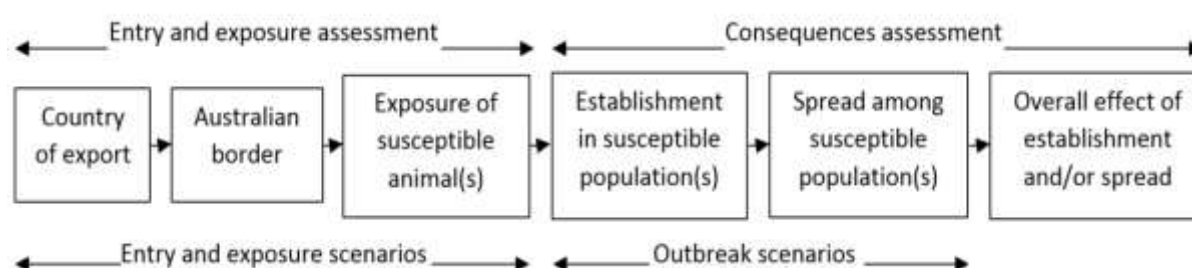 Entry and exposure assessment
Consequences assessment
Country
of export
Australian
border
Exposure of
susceptible
animal(s)
Establishment
in susceptible
population(s)
Spread among
susceptible
population(s)
Overall effect of
establishment
and/or spread
Entry and exposure scenarios
Outbreak scenarios